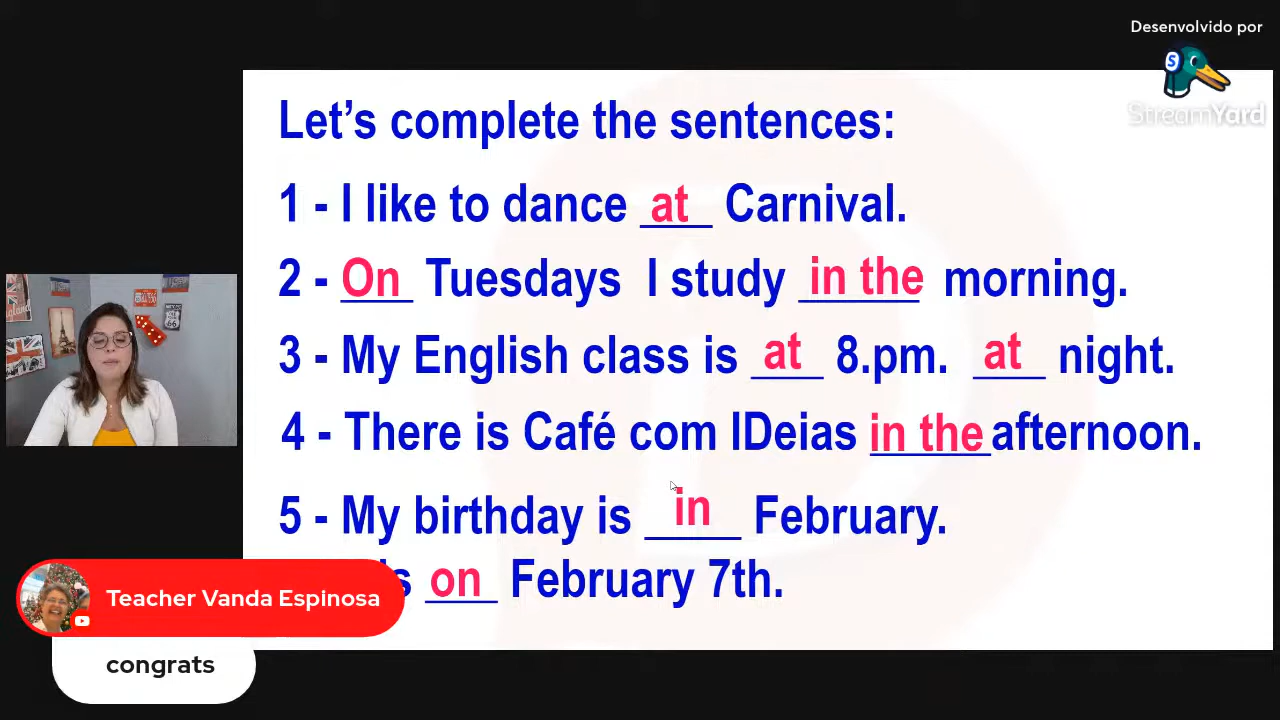 Desenvolvido por
StreamYard
Let's complete the sentences:
1 - I like to dance at Carnival.
2 - On Tuesdays I study in the morning.
3 - My English class is at 8.pm. at night.
4 - There is Café com IDeias in the afternoon.
5 - My birthday is in February.
is on February 7th.
Teacher Vanda Espinosa
congrats